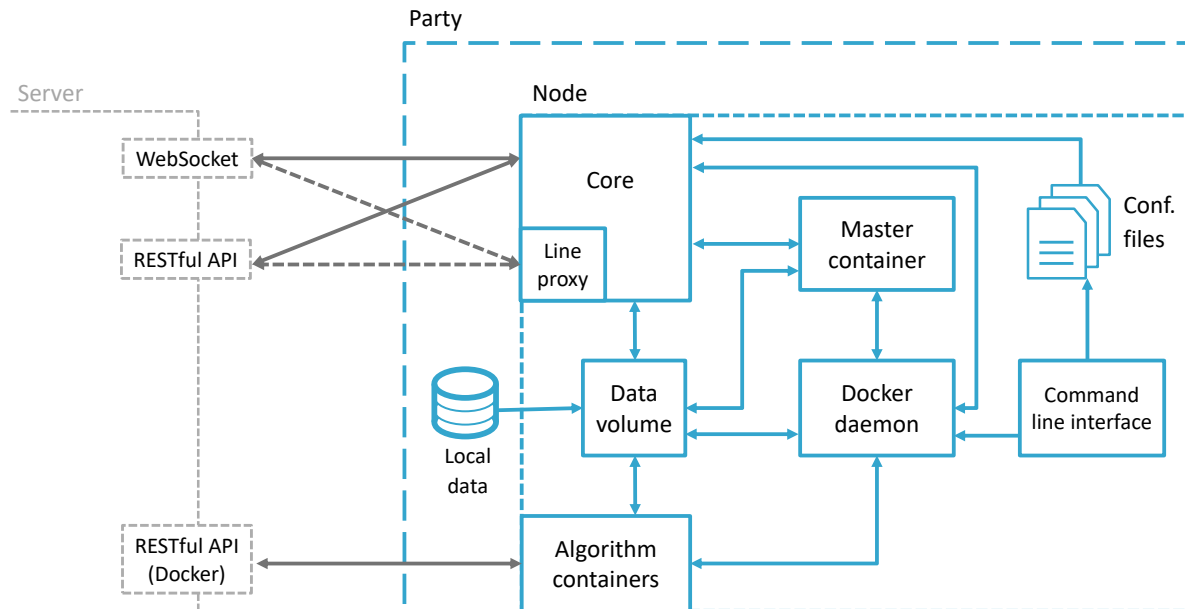 Party
Server
Node
WebSocket
Core
RESTful API
Line
proxy
Master
container
Conf.
files
Data
volume
Docker
daemon
Command
line interface
Local
data
RESTful API
(Docker)
Algorithm
containers